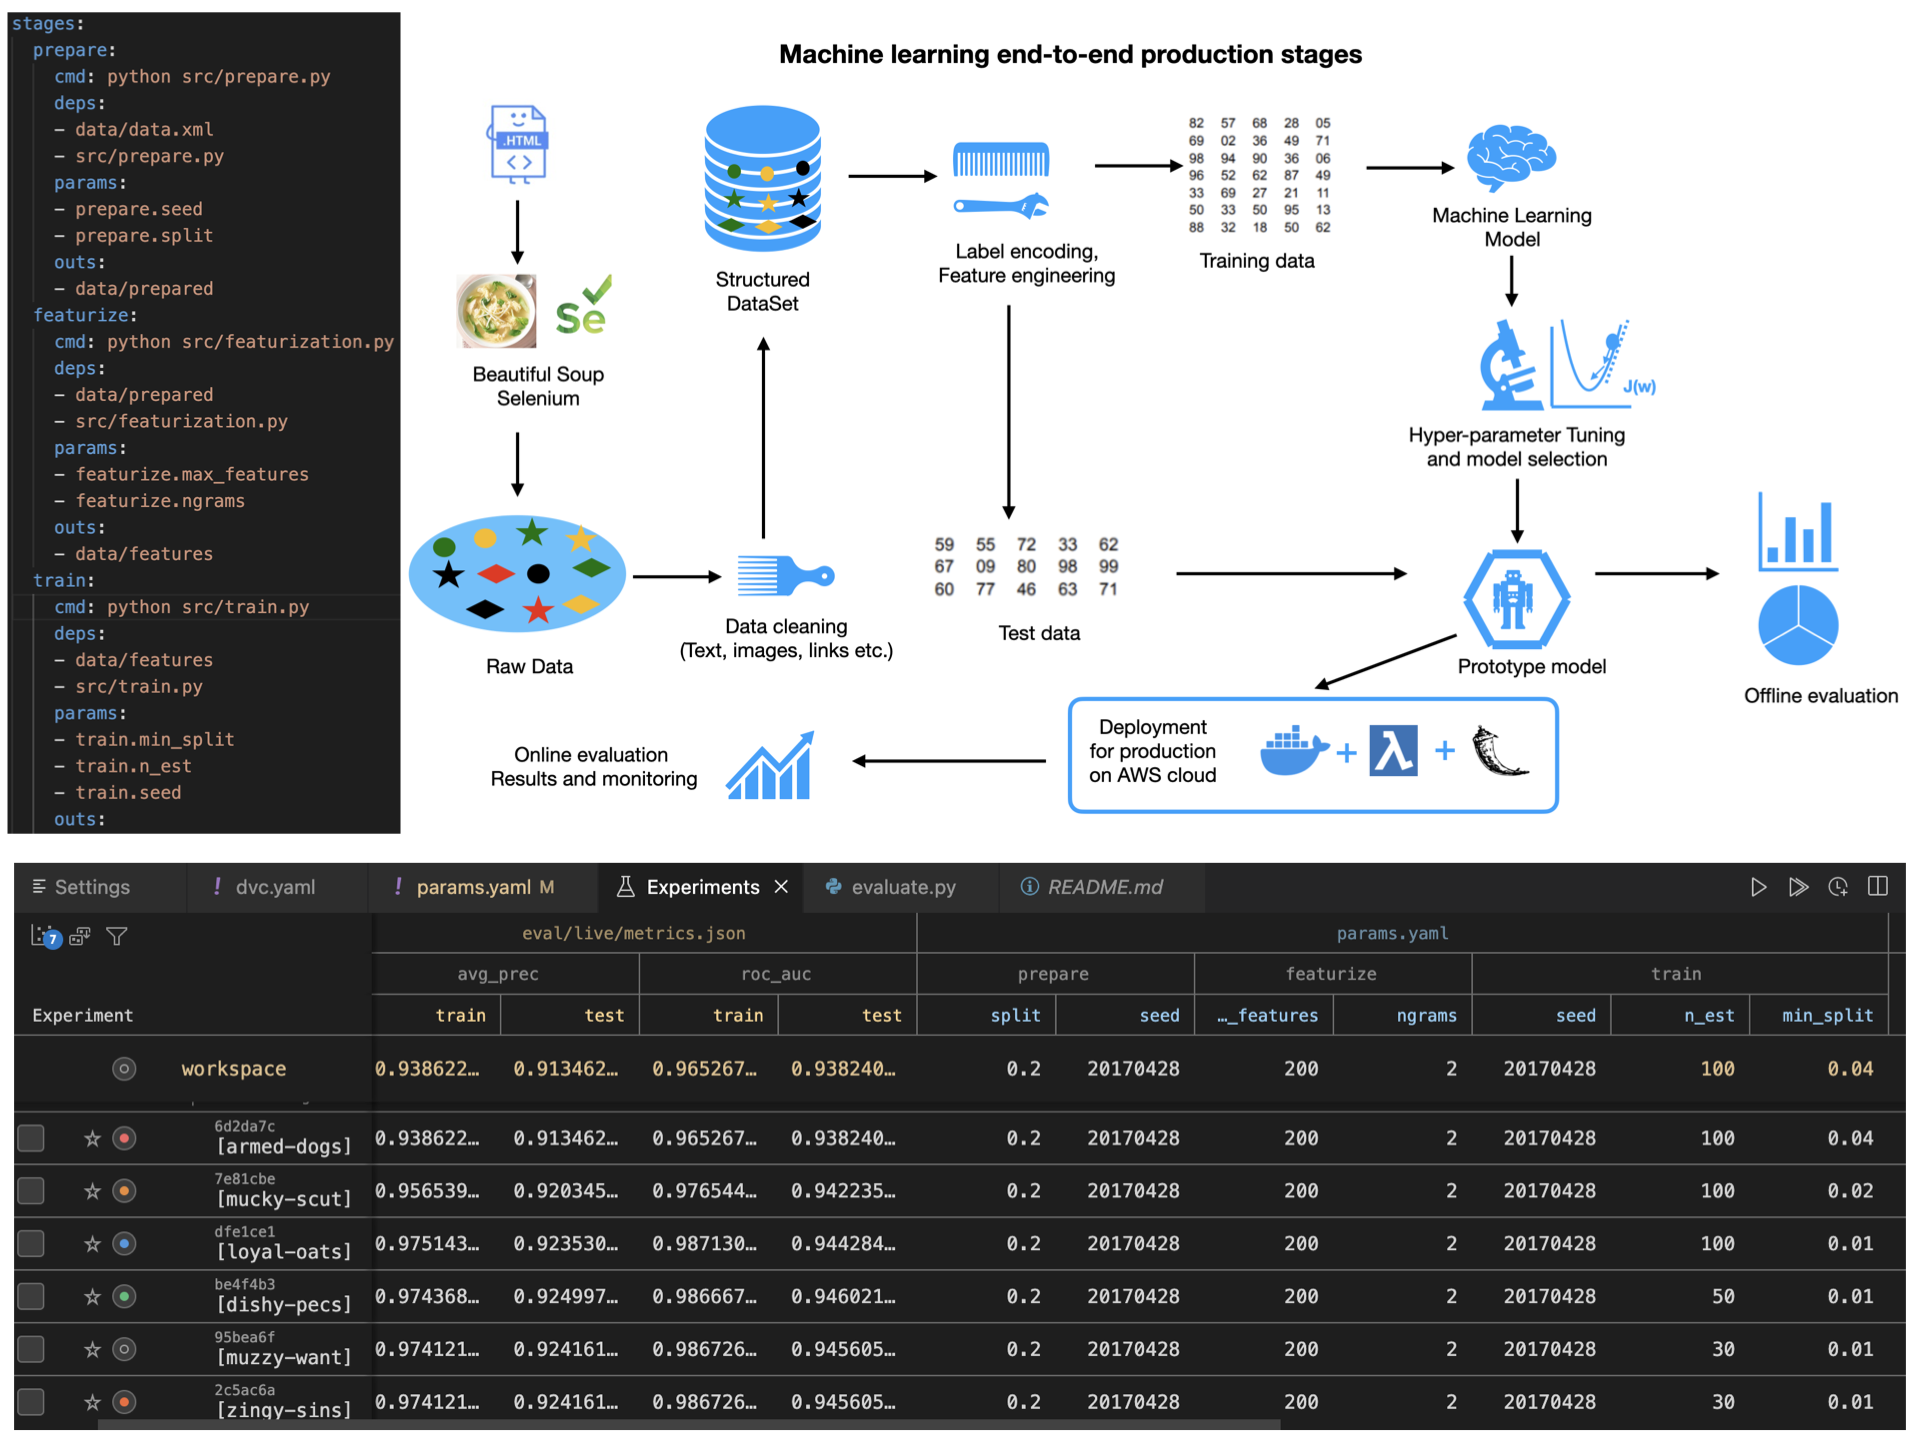 stages:
prepare:
cmd: python src/prepare.py
deps:
- data/data.xml
- src/prepare.py
params:
- prepare.seed
- prepare.split
outs:
- data/prepared
featurize:
cmd: python src/featurization.py
deps:
- data/prepared
- src/featurization.py
params:
- featurize.max_features
- featurize.ngrams
outs:
- data/features
train:
cmd: python src/train.py
deps:
- data/features
- src/train.py
params:
- train.min_split
- train.n_est
- train.seed
outs:
Machine learning end-to-end production stages
.HTML
Se
Beautiful Soup
Selenium
Raw Data
Data cleaning
(Text, images, links etc.)
Structured
DataSet
Label encoding,
Feature engineering
82 57 68 28 05
69 02 36 49 71
98 94 90 36 06
96 52 62 87 49
33 69 27 21 11
50 33 50 95 13
88 32 18 50 62
Training data
Machine Learning
Model
J(w)
Hyper-parameter Tuning
and model selection
59 55 72 33 62
67 09 80 98 99
60 77 46 63 71
Test data
Prototype model
Offline evaluation
Deployment
for production
on AWS cloud
+ λ +
Online evaluation
Results and monitoring
Settings ! dvc.yaml ! params.yaml M Experiments × evaluate.py README.md
7
eval/live/metrics.json params.yaml
avg_prec roc_auc prepare featurize train
Experiment train test train test split seed …_features ngrams seed n_est min_split
workspace 0.938622… 0.913462… 0.965267… 0.938240… 0.2 20170428 200 2 20170428 100 0.04
6d2da7c
[armed-dogs] 0.938622… 0.913462… 0.965267… 0.938240… 0.2 20170428 200 2 20170428 100 0.04
7e81cbe
[mucky-scut] 0.956539… 0.920345… 0.976544… 0.942235… 0.2 20170428 200 2 20170428 100 0.02
dfe1ce1
[loyal-oats] 0.975143… 0.923530… 0.987130… 0.944284… 0.2 20170428 200 2 20170428 100 0.01
be4f4b3
[dishy-pecs] 0.974368… 0.924997… 0.986667… 0.946021… 0.2 20170428 200 2 20170428 50 0.01
95bea6f
[muzzy-want] 0.974121… 0.924161… 0.986726… 0.945605… 0.2 20170428 200 2 20170428 30 0.01
2c5ac6a
[zingy-sins] 0.974121… 0.924161… 0.986726… 0.945605… 0.2 20170428 200 2 20170428 30 0.01